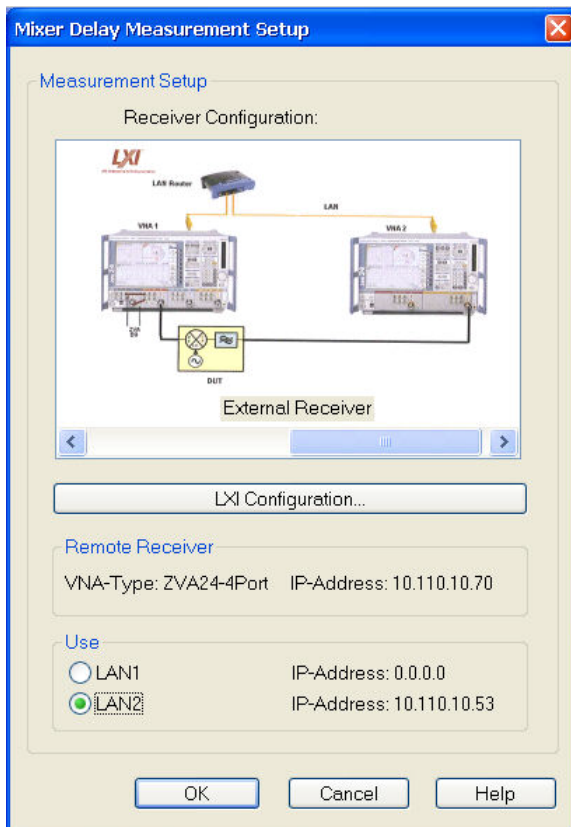 Mixer Delay Measurement Setup
Measurement Setup
Receiver Configuration:
LXI
LAN Router
LAN
VNA 1
VNA 2
DUT
External Receiver
LXI Configuration...
Remote Receiver
VNA-Type: ZVA24-4Port IP-Address: 10.110.10.70
Use
LAN1 IP-Address: 0.0.0.0
LAN2 IP-Address: 10.110.10.53
OK Cancel Help